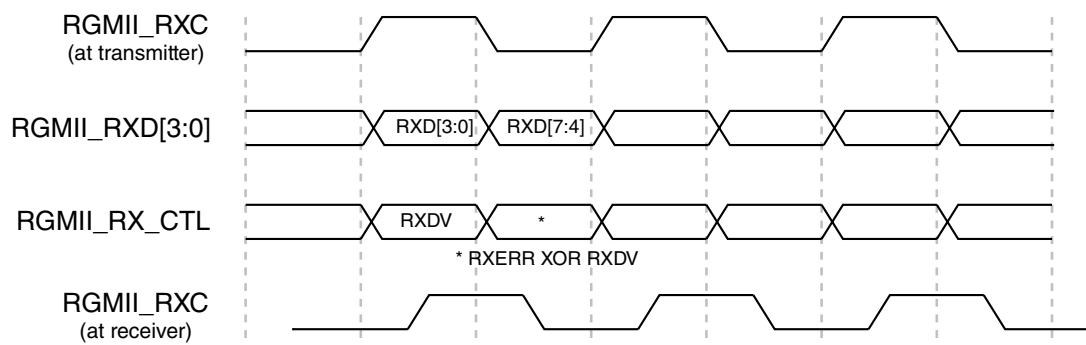 RGMII_RXC
(at transmitter)
RGMII_RXD[3:0]
RXD[3:0]
RXD[7:4]
RGMII_RX_CTL
RXDV
*
* RXERR XOR RXDV
RGMII_RXC
(at receiver)